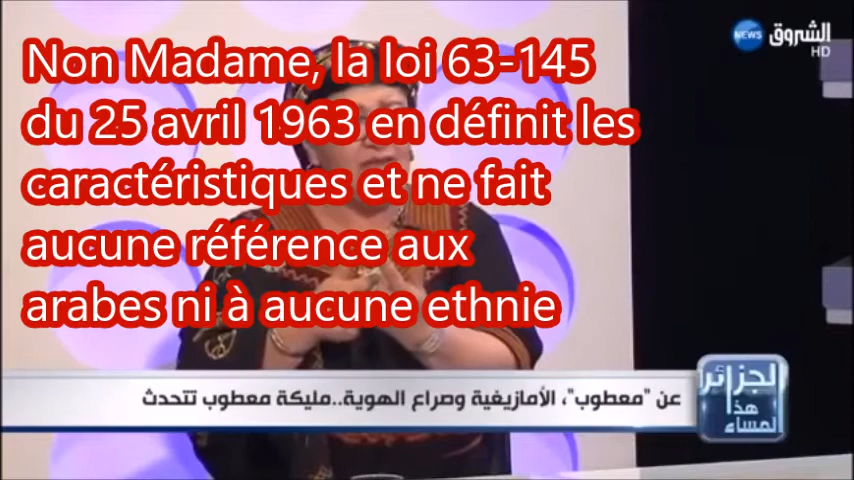 Non Madame, la loi 63-145
du 25 avril 1963 en définit les
caractéristiques et ne fait
aucune référence aux
arabes ni à aucune ethnie
NEWS الشروق
HD
عن "معطوب"، الأمازيغية وصراع الهوية..مليكة معطوب تتحدث
الجزائر
هذا
المساء